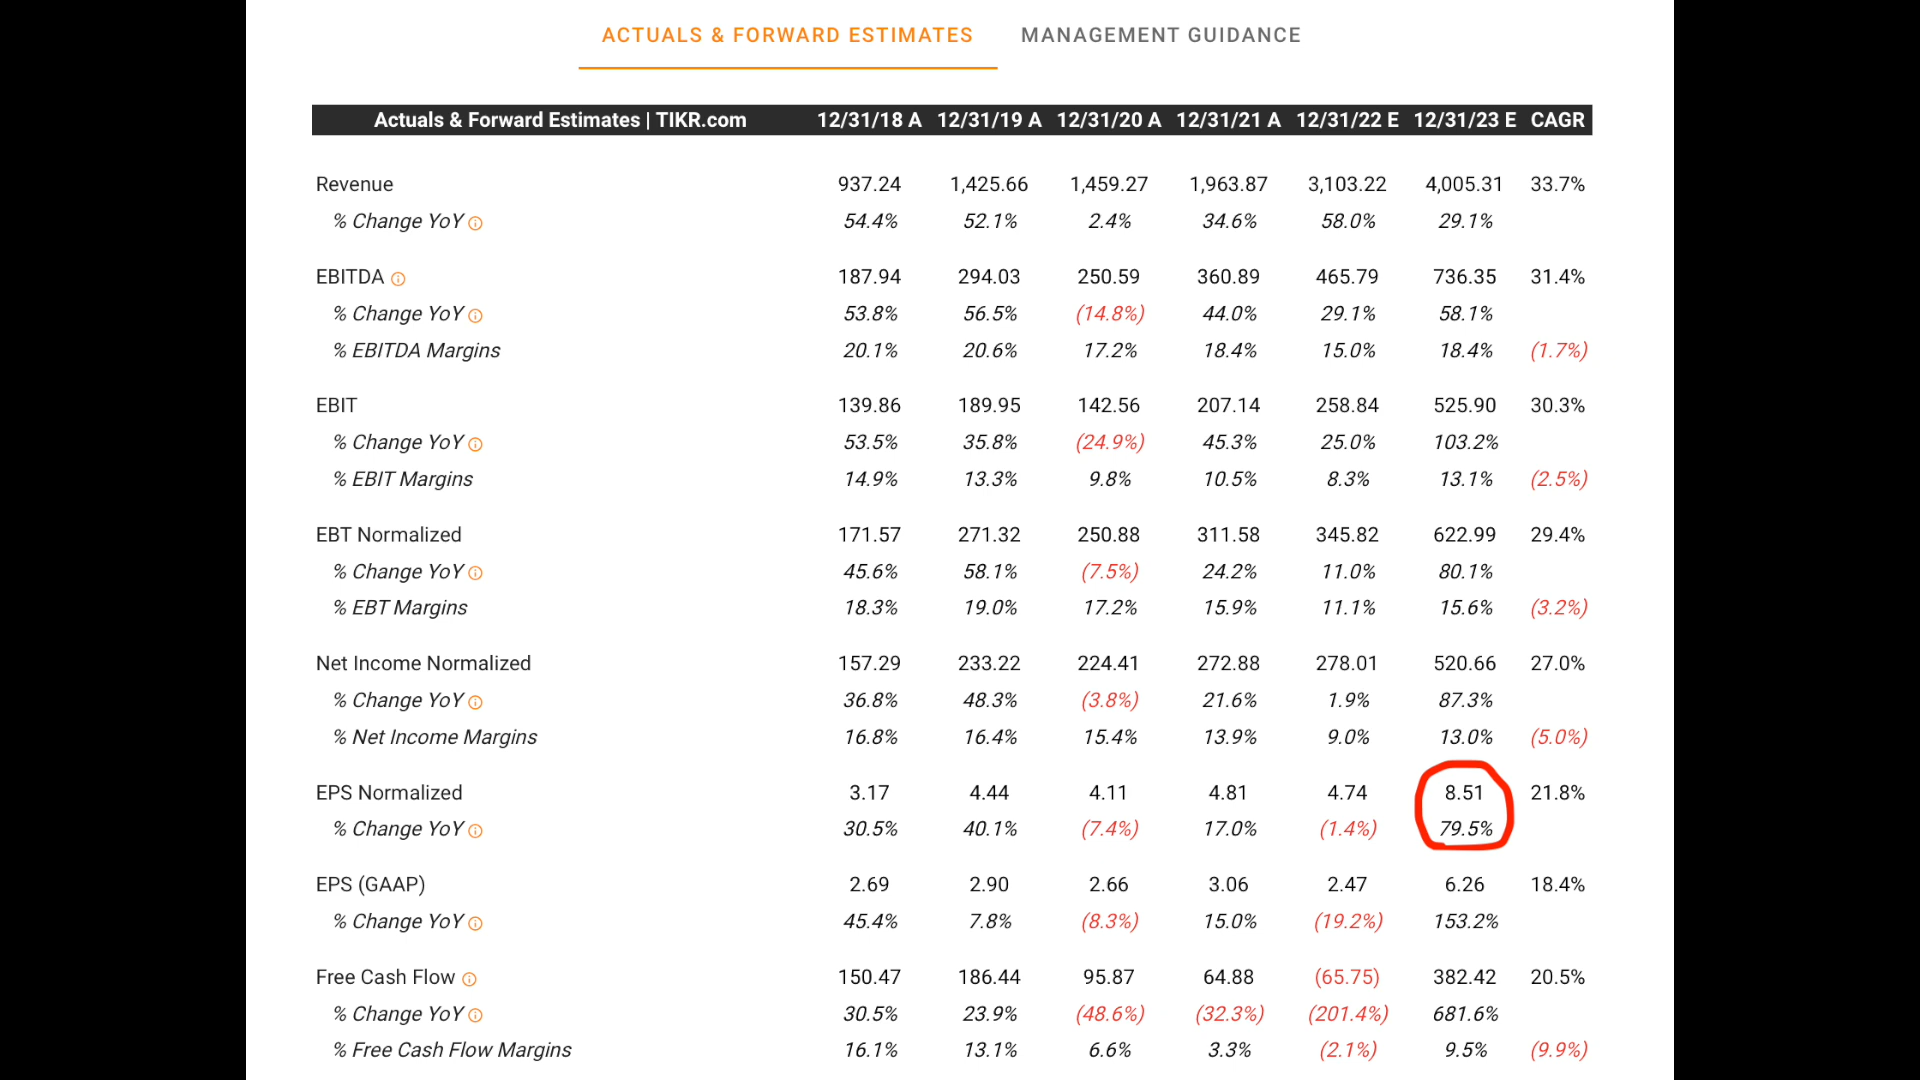 ACTUALS & FORWARD ESTIMATES MANAGEMENT GUIDANCE
Actuals & Forward Estimates | TIKR.com 12/31/18 A 12/31/19 A 12/31/20 A 12/31/21 A 12/31/22 E 12/31/23 E CAGR
Revenue 937.24 1,425.66 1,459.27 1,963.87 3,103.22 4,005.31 33.7%
% Change YoY 54.4% 52.1% 2.4% 34.6% 58.0% 29.1%
EBITDA 187.94 294.03 250.59 360.89 465.79 736.35 31.4%
% Change YoY 53.8% 56.5% (14.8%) 44.0% 29.1% 58.1%
% EBITDA Margins 20.1% 20.6% 17.2% 18.4% 15.0% 18.4% (1.7%)
EBIT 139.86 189.95 142.56 207.14 258.84 525.90 30.3%
% Change YoY 53.5% 35.8% (24.9%) 45.3% 25.0% 103.2%
% EBIT Margins 14.9% 13.3% 9.8% 10.5% 8.3% 13.1% (2.5%)
EBT Normalized 171.57 271.32 250.88 311.58 345.82 622.99 29.4%
% Change YoY 45.6% 58.1% (7.5%) 24.2% 11.0% 80.1%
% EBT Margins 18.3% 19.0% 17.2% 15.9% 11.1% 15.6% (3.2%)
Net Income Normalized 157.29 233.22 224.41 272.88 278.01 520.66 27.0%
% Change YoY 36.8% 48.3% (3.8%) 21.6% 1.9% 87.3%
% Net Income Margins 16.8% 16.4% 15.4% 13.9% 9.0% 13.0% (5.0%)
EPS Normalized 3.17 4.44 4.11 4.81 4.74 8.51 21.8%
% Change YoY 30.5% 40.1% (7.4%) 17.0% (1.4%) 79.5%
EPS (GAAP) 2.69 2.90 2.66 3.06 2.47 6.26 18.4%
% Change YoY 45.4% 7.8% (8.3%) 15.0% (19.2%) 153.2%
Free Cash Flow 150.47 186.44 95.87 64.88 (65.75) 382.42 20.5%
% Change YoY 30.5% 23.9% (48.6%) (32.3%) (201.4%) 681.6%
% Free Cash Flow Margins 16.1% 13.1% 6.6% 3.3% (2.1%) 9.5% (9.9%)